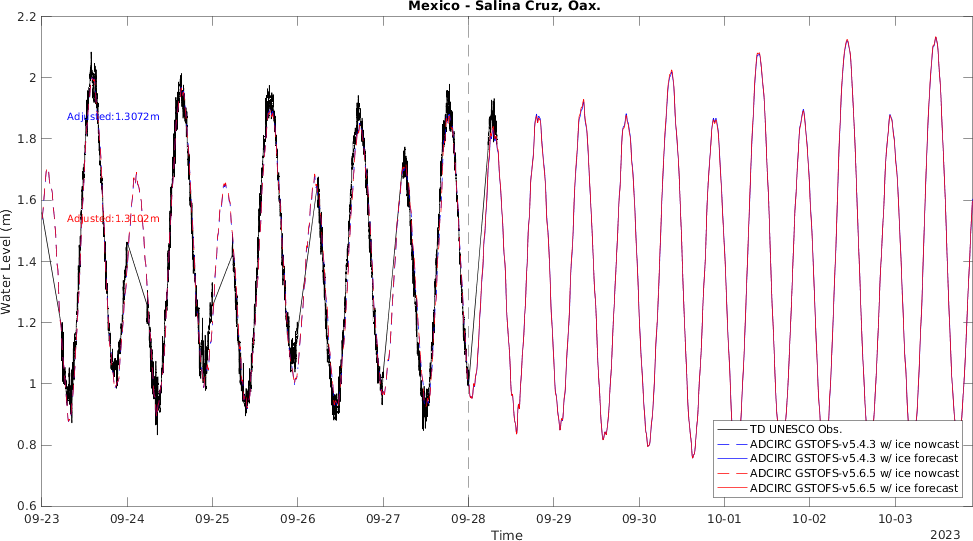 Mexico - Salina Cruz, Oax.
2.2
2
1.8
1.6
1.4
1.2
1
0.8
0.6
Water Level (m)
Adjusted:1.3072m
Adjusted:1.3102m
TD UNESCO Obs.
ADCIRC GSTOFS-v5.4.3 w/ ice nowcast
ADCIRC GSTOFS-v5.4.3 w/ ice forecast
ADCIRC GSTOFS-v5.6.5 w/ ice nowcast
ADCIRC GSTOFS-v5.6.5 w/ ice forecast
09-23 09-24 09-25 09-26 09-27 09-28 09-29 09-30 10-01 10-02 10-03
Time
2023